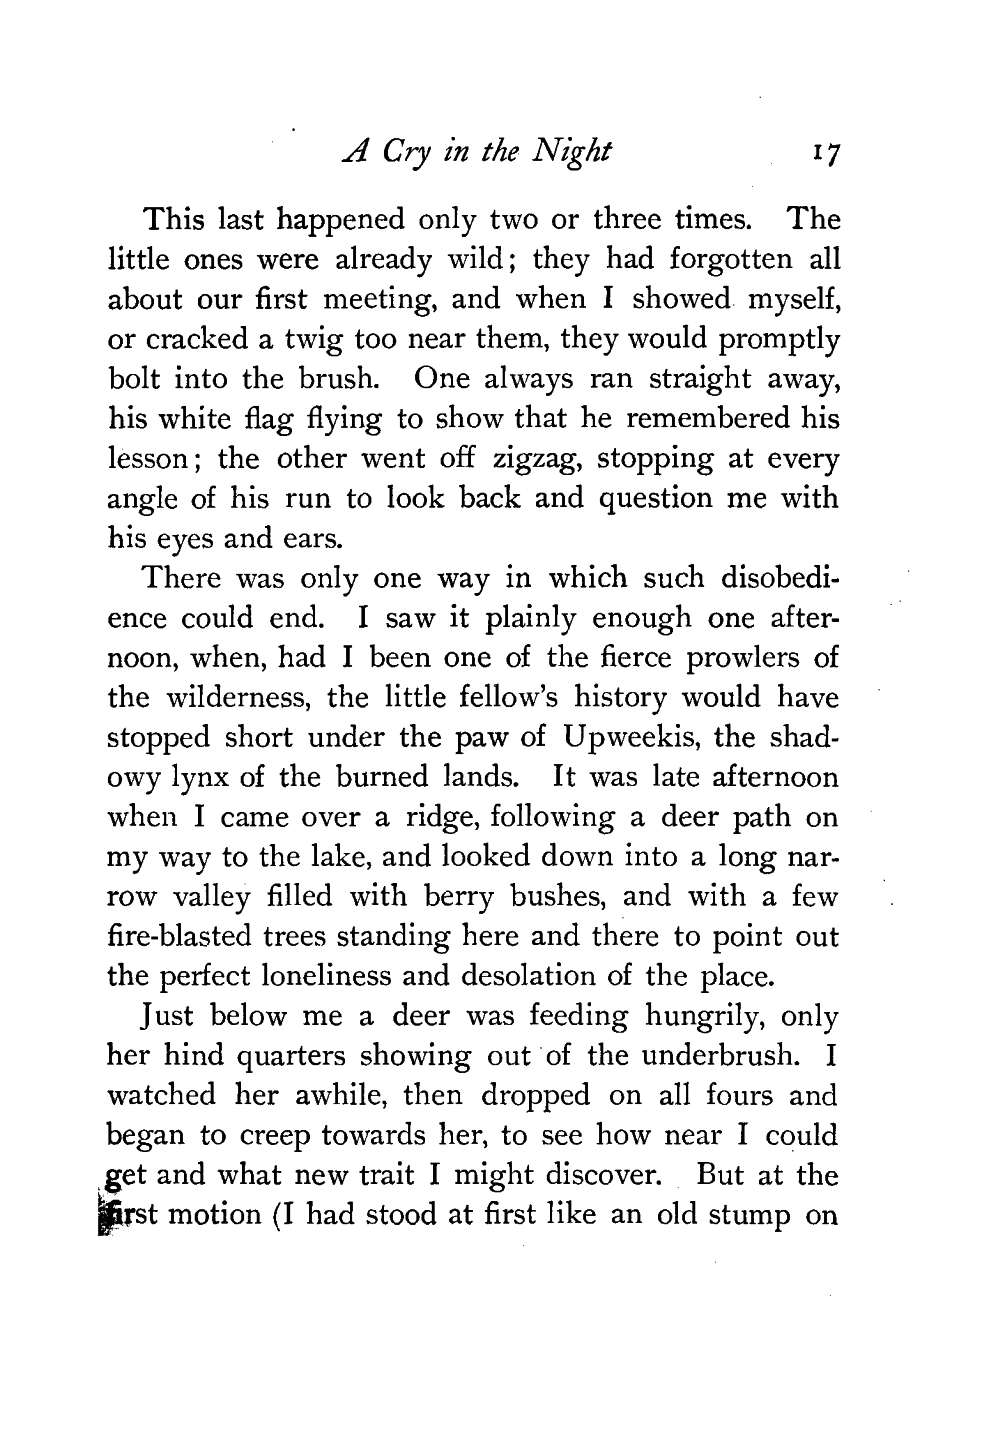 A Cry in the Night 17
This last happened only two or three times. The
little ones were already wild; they had forgotten all
about our first meeting, and when I showed myself,
or cracked a twig too near them, they would promptly
bolt into the brush. One always ran straight away,
his white flag flying to show that he remembered his
lesson; the other went off zigzag, stopping at every
angle of his run to look back and question me with
his eyes and ears.
There was only one way in which such disobedi-
ence could end. I saw it plainly enough one after-
noon, when, had I been one of the fierce prowlers of
the wilderness, the little fellow's history would have
stopped short under the paw of Upweekis, the shad-
owy lynx of the burned lands. It was late afternoon
when I came over a ridge, following a deer path on
my way to the lake, and looked down into a long nar-
row valley filled with berry bushes, and with a few
fire-blasted trees standing here and there to point out
the perfect loneliness and desolation of the place.
Just below me a deer was feeding hungrily, only
her hind quarters showing out of the underbrush. I
watched her awhile, then dropped on all fours and
began to creep towards her, to see how near I could
get and what new trait I might discover. But at the
first motion (I had stood at first like an old stump on